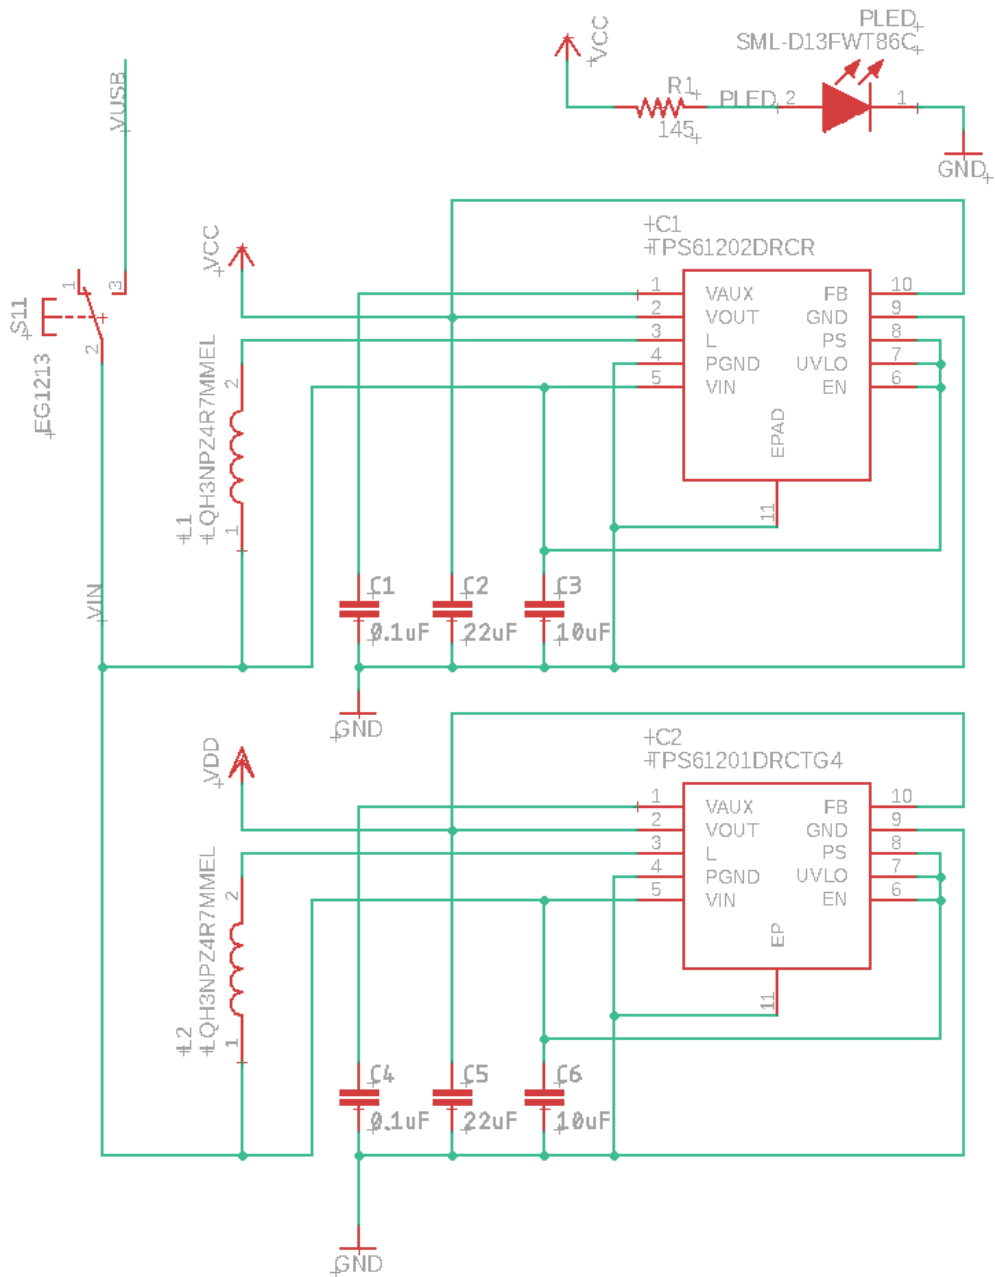 PLED
SML-D13FWT86C
VCC
R1
145
PLED
2
1
GND
VUSB
1
3
S11
2
EG1213
VCC
C1
TPS61202DRCR
1
2
3
4
5
VAUX
VOUT
L
PGND
VIN
FB
GND
PS
UVLO
EN
10
9
8
7
6
EPAD
11
2
LQH3NPZ4R7MMEL
L1
1
VIN
C1
0.1uF
C2
22uF
C3
10uF
GND
VDD
C2
TPS61201DRCTG4
1
2
3
4
5
VAUX
VOUT
L
PGND
VIN
FB
GND
PS
UVLO
EN
10
9
8
7
6
EP
11
2
LQH3NPZ4R7MMEL
L2
1
C4
0.1uF
C5
22uF
C6
10uF
GND